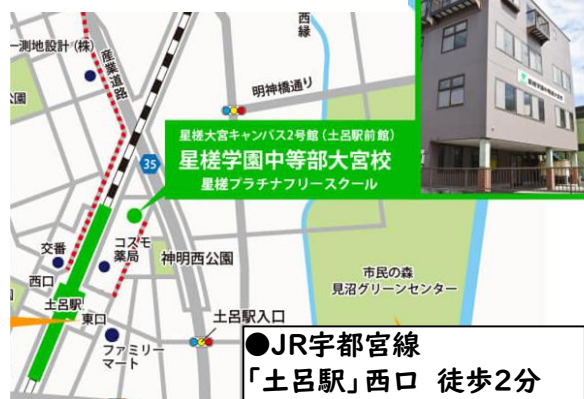 一測地設計(株)
公園
産業道路
西縁
明神橋通り
35
星槎大宮キャンパス2号館(土呂駅前館)
星槎学園中等部大宮校
星槎プラチナフリースクール
交番
コスモ
薬局
神明西公園
西口
土呂駅
東口
市民の森
見沼グリーンセンター
土呂駅入口
ファミリー
マート
●JR宇都宮線
「土呂駅」西口 徒歩2分